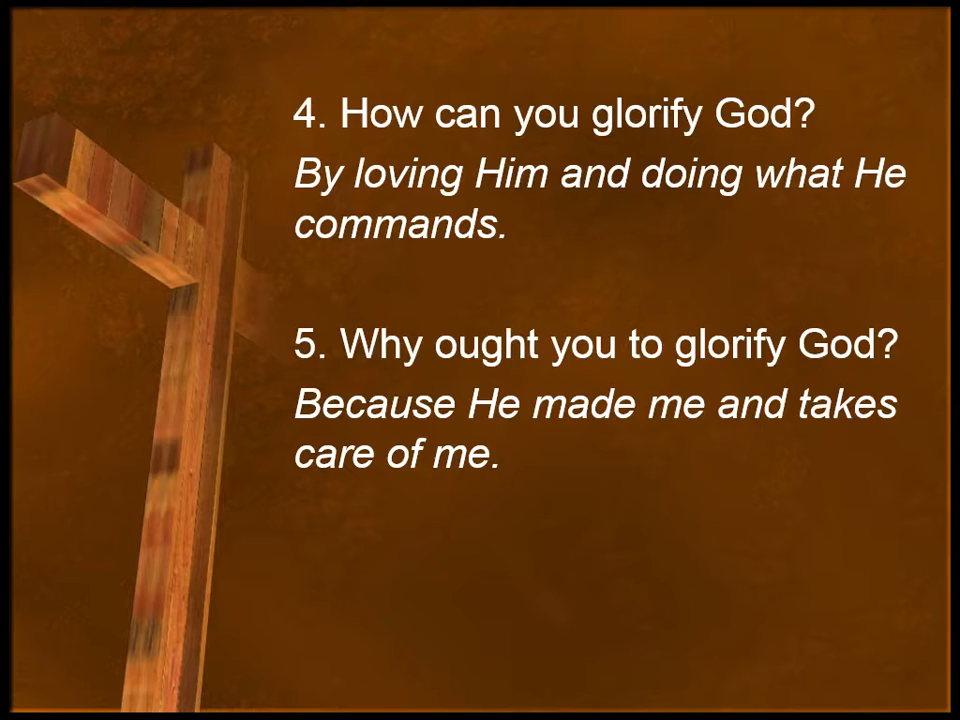 4. How can you glorify God?
By loving Him and doing what He
commands.
5. Why ought you to glorify God?
Because He made me and takes
care of me.